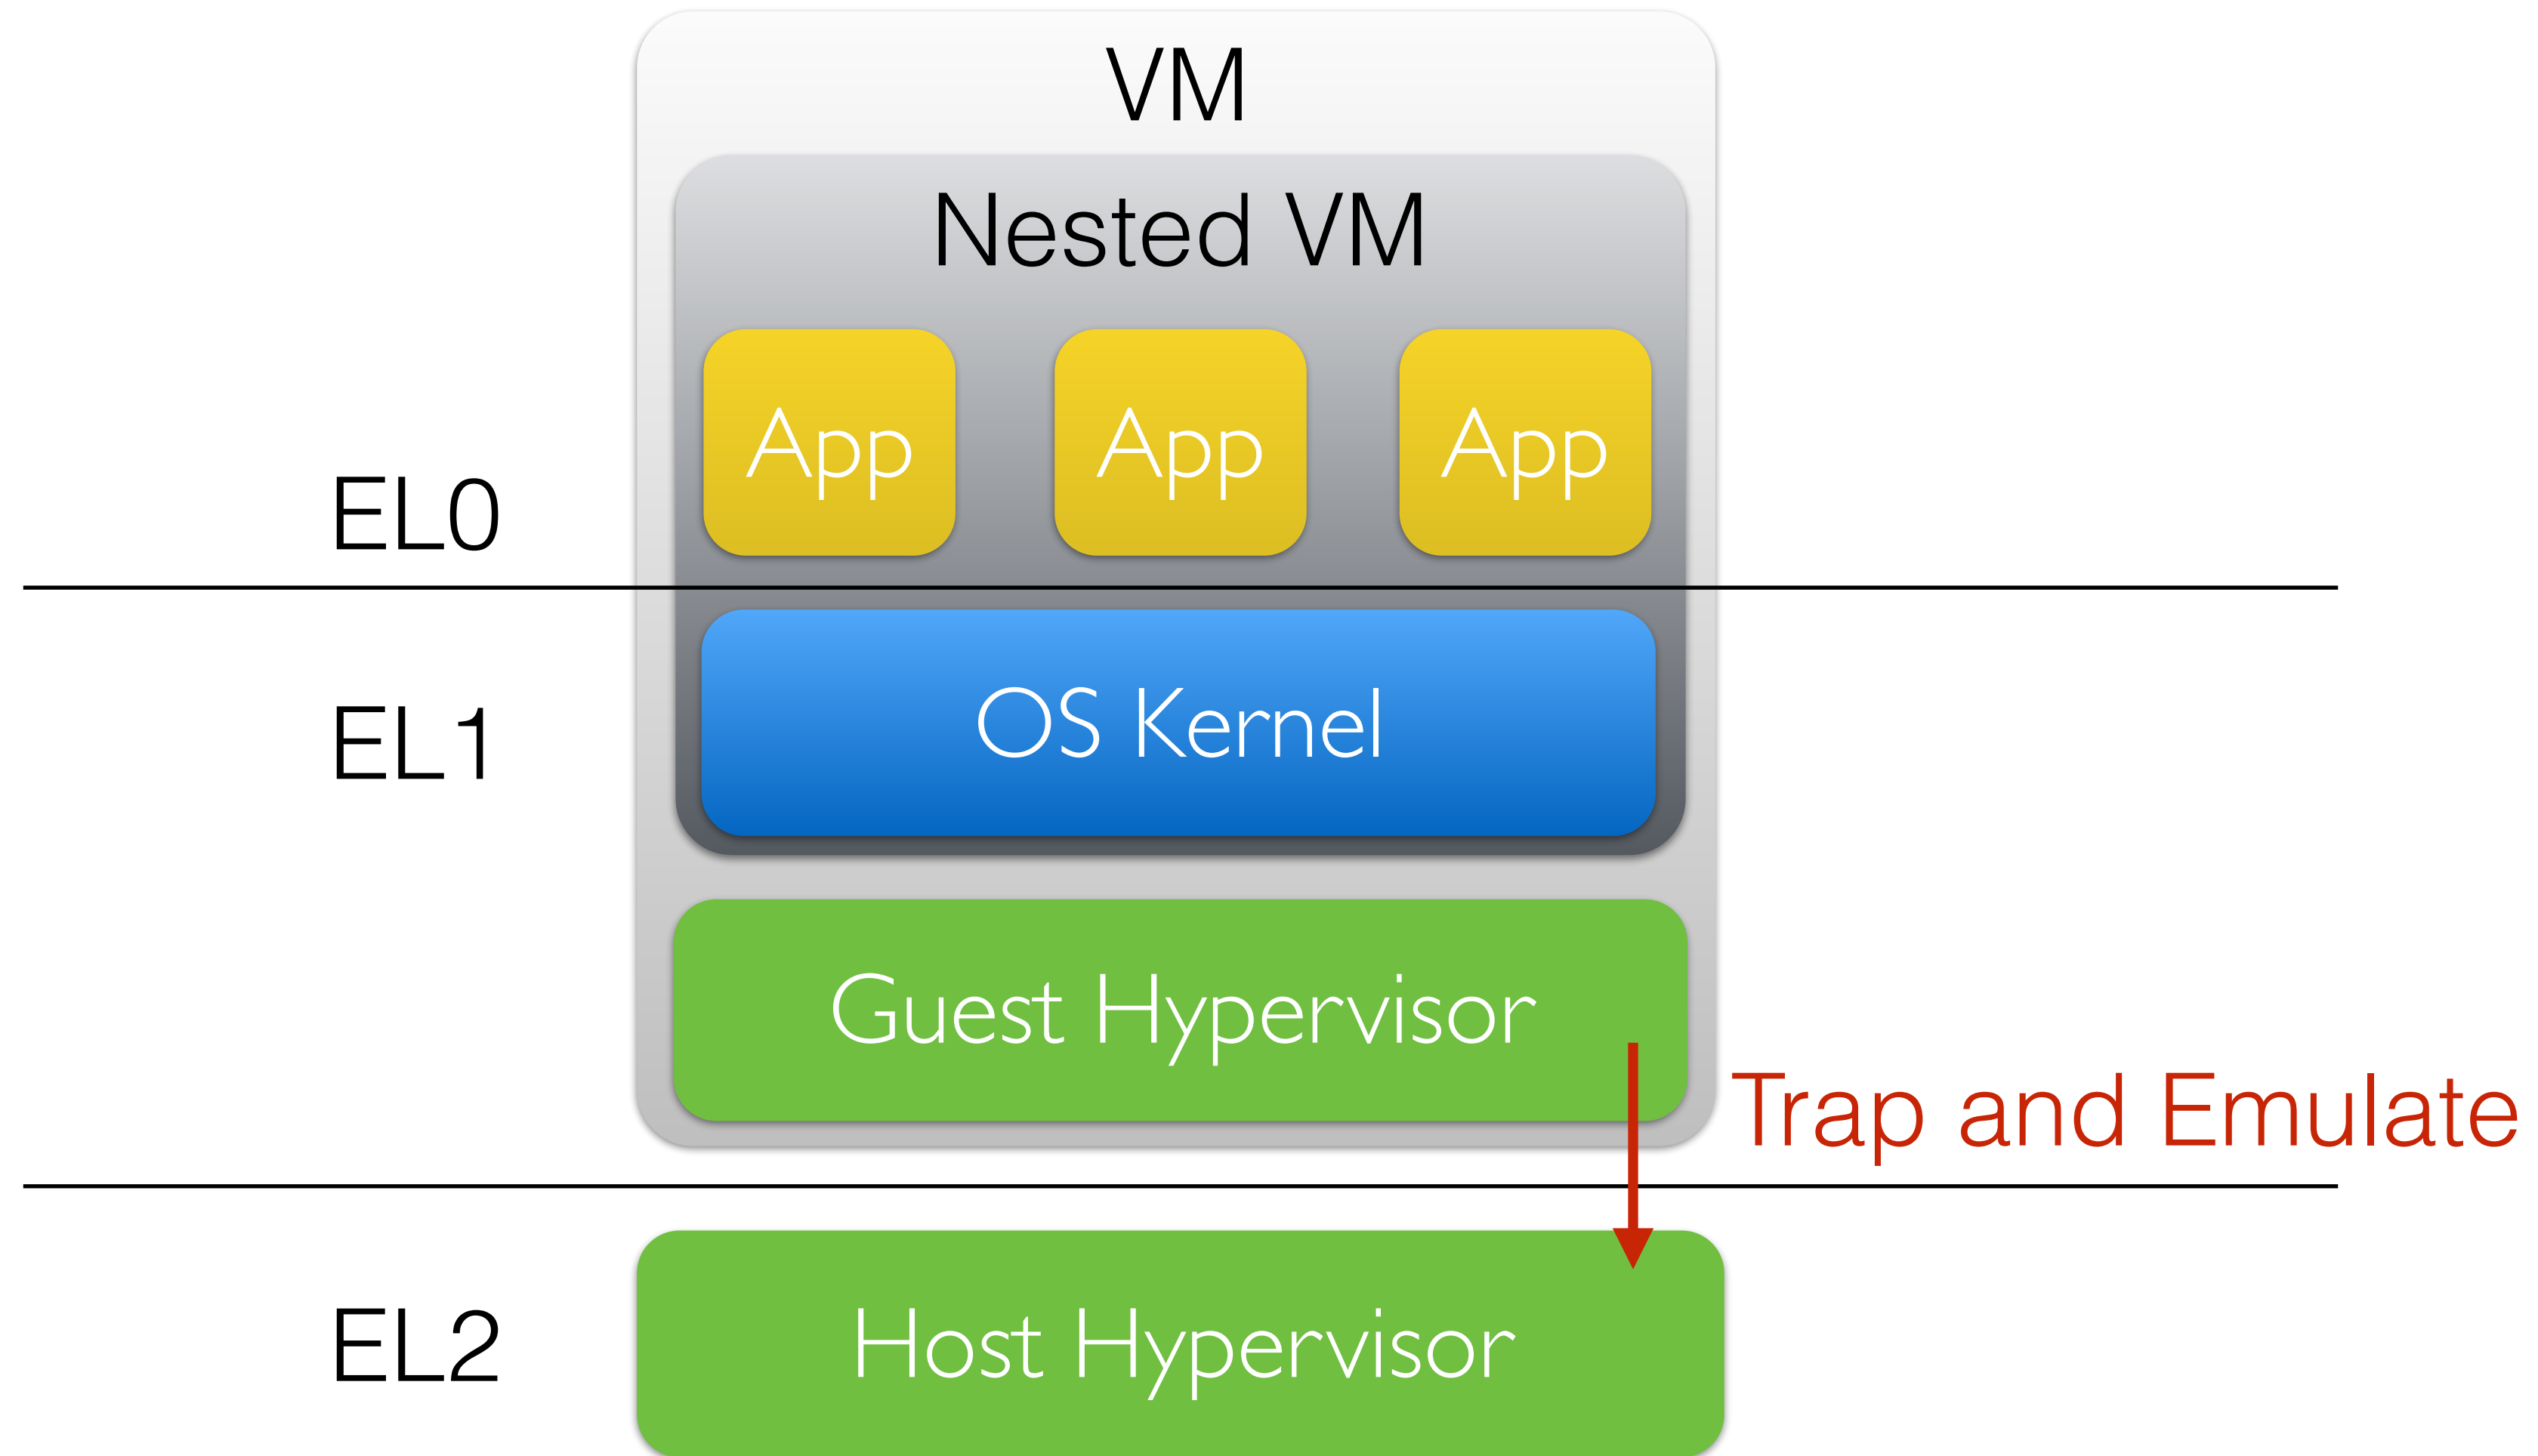 VM
Nested VM
App App App
EL0
OS Kernel
EL1
Guest Hypervisor
Trap and Emulate
Host Hypervisor
EL2